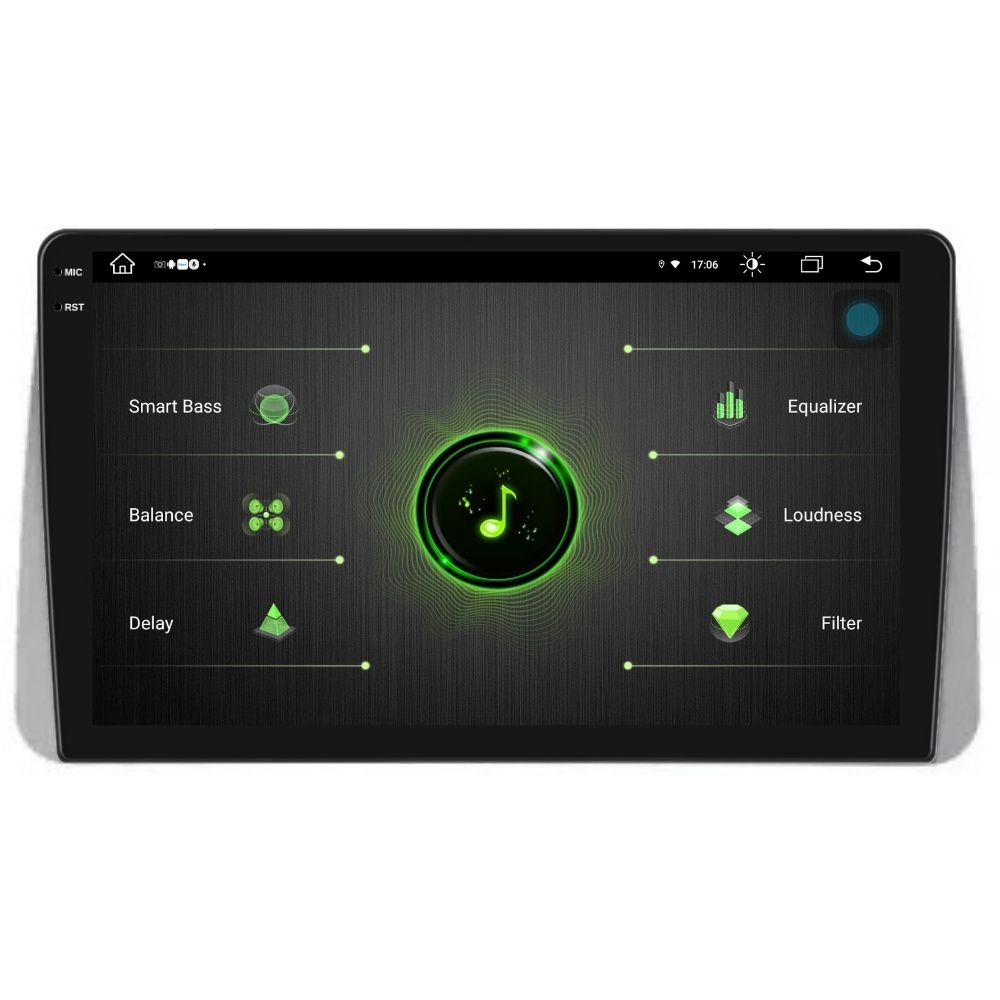 MIC
17:06
RST
Smart Bass
Equalizer
Balance
Loudness
Delay
Filter